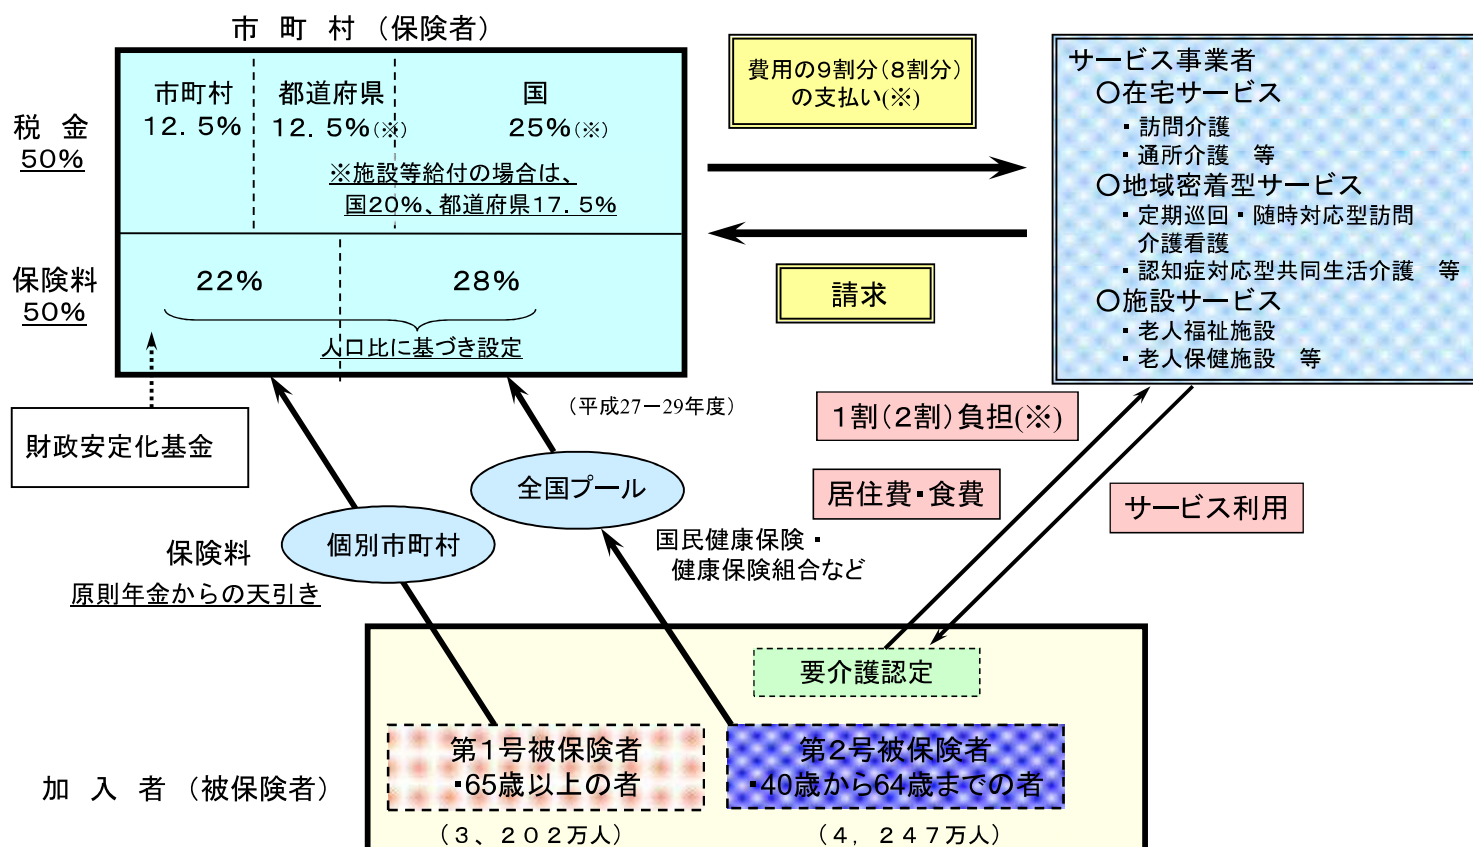 市 町 村 （保険者）
税 金
５０％
市町村
１２．５％
都道府県
１２．５％(※)
国
２５％(※)
※施設等給付の場合は、
国２０％、都道府県１７．５％
保険料
５０％
２２％
２８％
人口比に基づき設定
費用の９割分（８割分）
の支払い(※)
請求
サービス事業者
○在宅サービス
・訪問介護
・通所介護　等
○地域密着型サービス
・定期巡回・随時対応型訪問
介護看護
・認知症対応型共同生活介護　等
○施設サービス
・老人福祉施設
・老人保健施設　等
財政安定化基金
（平成27－29年度）
１割（２割）負担(※)
居住費・食費
サービス利用
全国プール
個別市町村
保険料
原則年金からの天引き
国民健康保険・
健康保険組合など
要介護認定
第１号被保険者
・65歳以上の者
第２号被保険者
・40歳から64歳までの者
加 入 者 （被保険者）
（３、２０２万人）
（４，２４７万人）